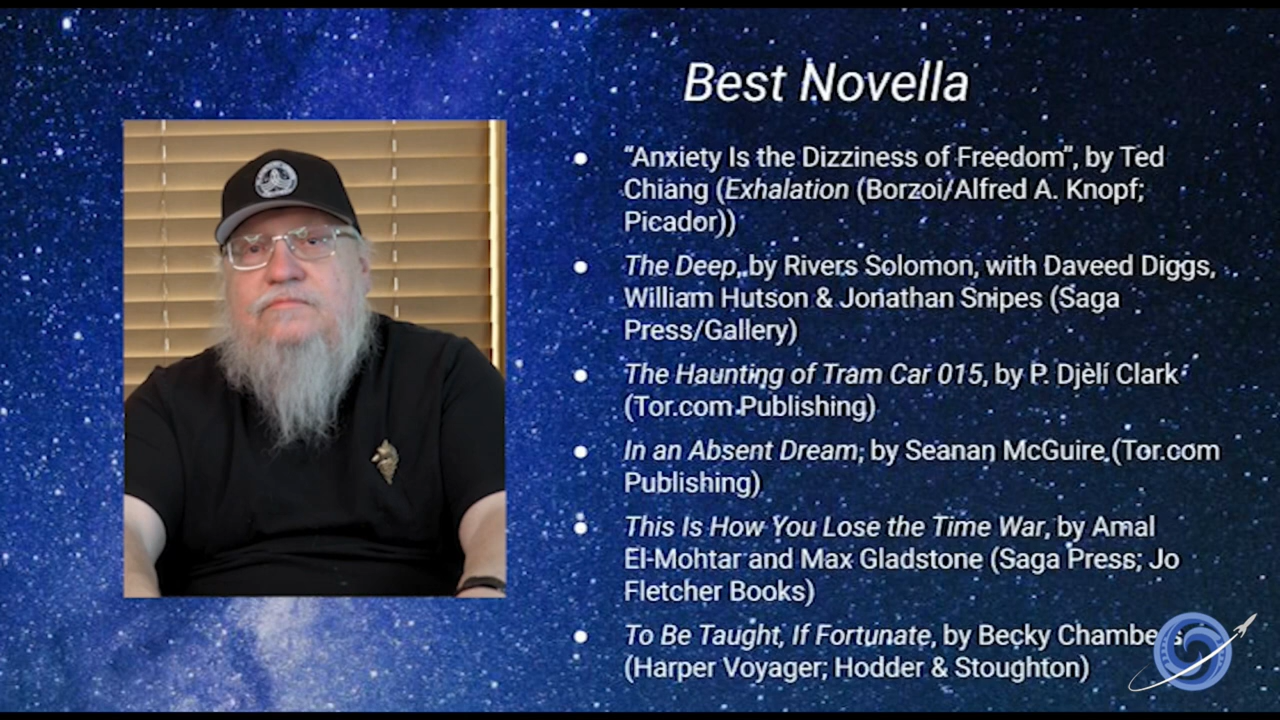 Best Novella
● “Anxiety Is the Dizziness of Freedom”, by Ted
Chiang (Exhalation (Borzoi/Alfred A. Knopf;
Picador))
● The Deep, by Rivers Solomon, with Daveed Diggs,
William Hutson & Jonathan Snipes (Saga
Press/Gallery)
● The Haunting of Tram Car 015, by P. Djèlí Clark
(Tor.com Publishing)
● In an Absent Dream, by Seanan McGuire (Tor.com
Publishing)
● This Is How You Lose the Time War, by Amal
El-Mohtar and Max Gladstone (Saga Press; Jo
Fletcher Books)
● To Be Taught, If Fortunate, by Becky Chambers
(Harper Voyager; Hodder & Stoughton)